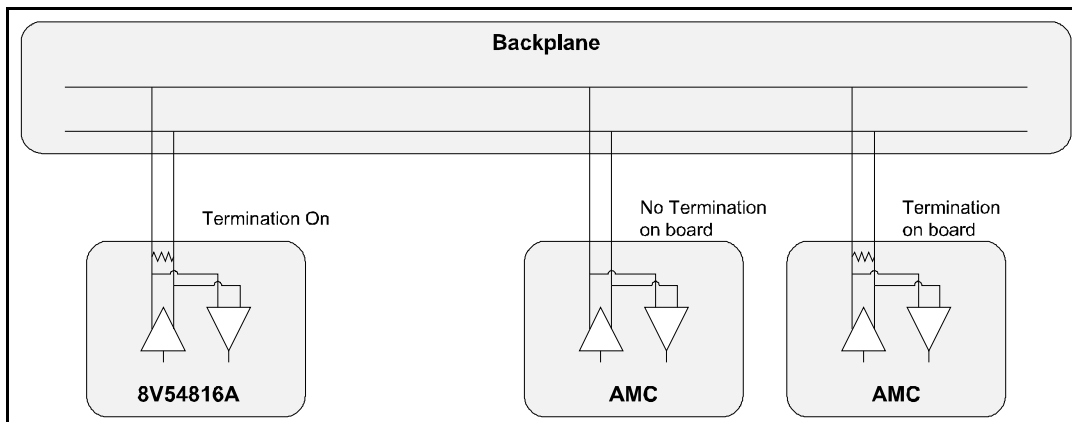 Backplane
Termination On
No Termination
on board
Termination
on board
8V54816A
AMC
AMC